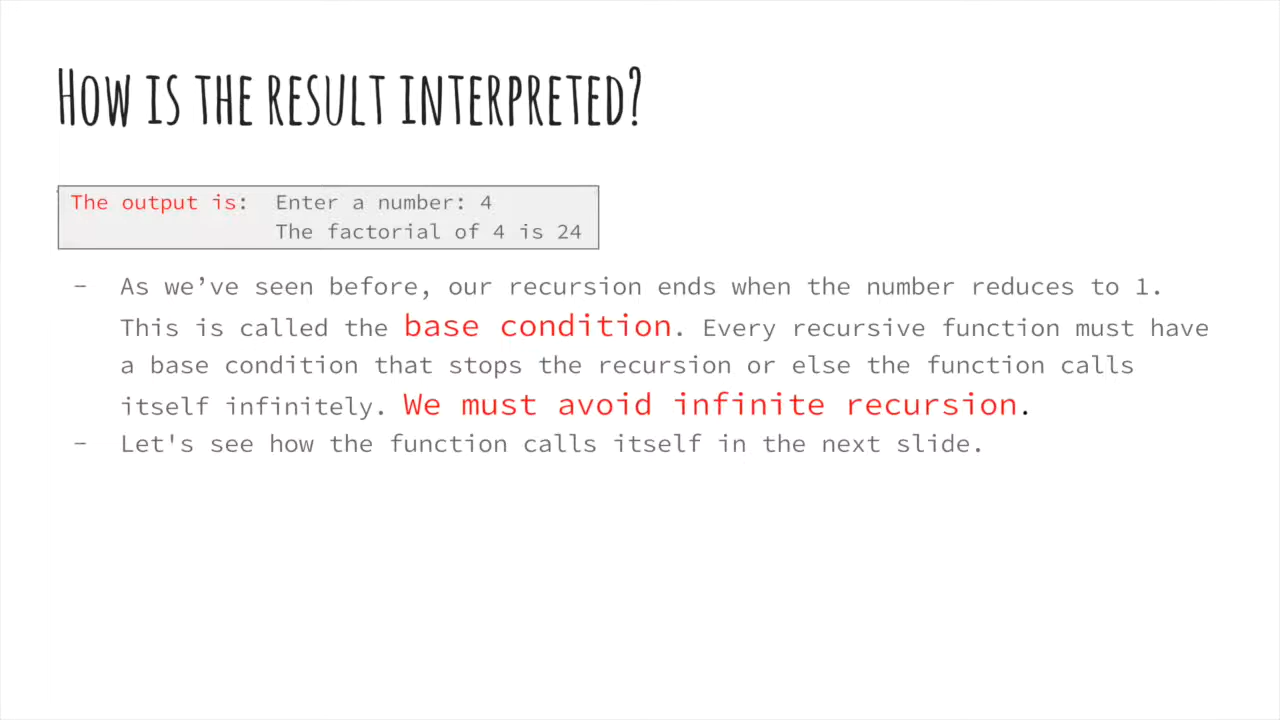 How is the result interpreted?
The output is: Enter a number: 4
The factorial of 4 is 24
- As we’ve seen before, our recursion ends when the number reduces to 1.
This is called the base condition. Every recursive function must have
a base condition that stops the recursion or else the function calls
itself infinitely. We must avoid infinite recursion.
- Let's see how the function calls itself in the next slide.